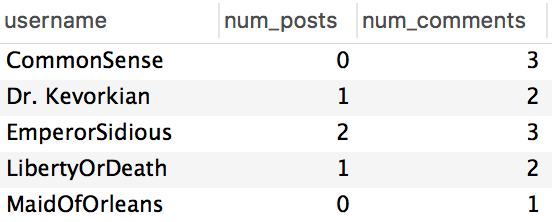 username num_posts num_comments
CommonSense 0 3
Dr. Kevorkian 1 2
EmperorSidious 2 3
LibertyOrDeath 1 2
MaidOfOrleans 0 1